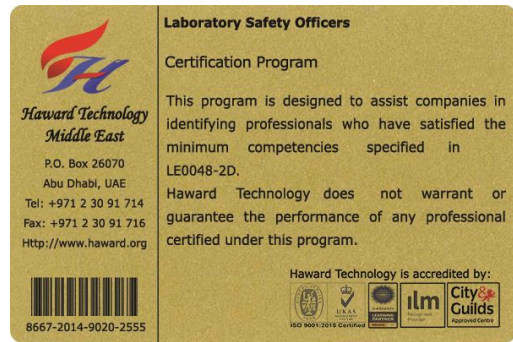 Haward Technology
Middle East
P.O. Box 26070
Abu Dhabi, UAE
Tel: +971 2 30 91 714
Fax: +971 2 30 91 716
Http://www.haward.org
8667-2014-9020-2555
Laboratory Safety Officers
Certification Program
This program is designed to assist companies in
identifying professionals who have satisfied the
minimum competencies specified in
LE0048-2D.
Haward Technology does not warrant or
guarantee the performance of any professional
certified under this program.
Haward Technology is accredited by:
UKAS
ilm
City&
Guilds
Approved Centre
ISO 9001:2015 Certified